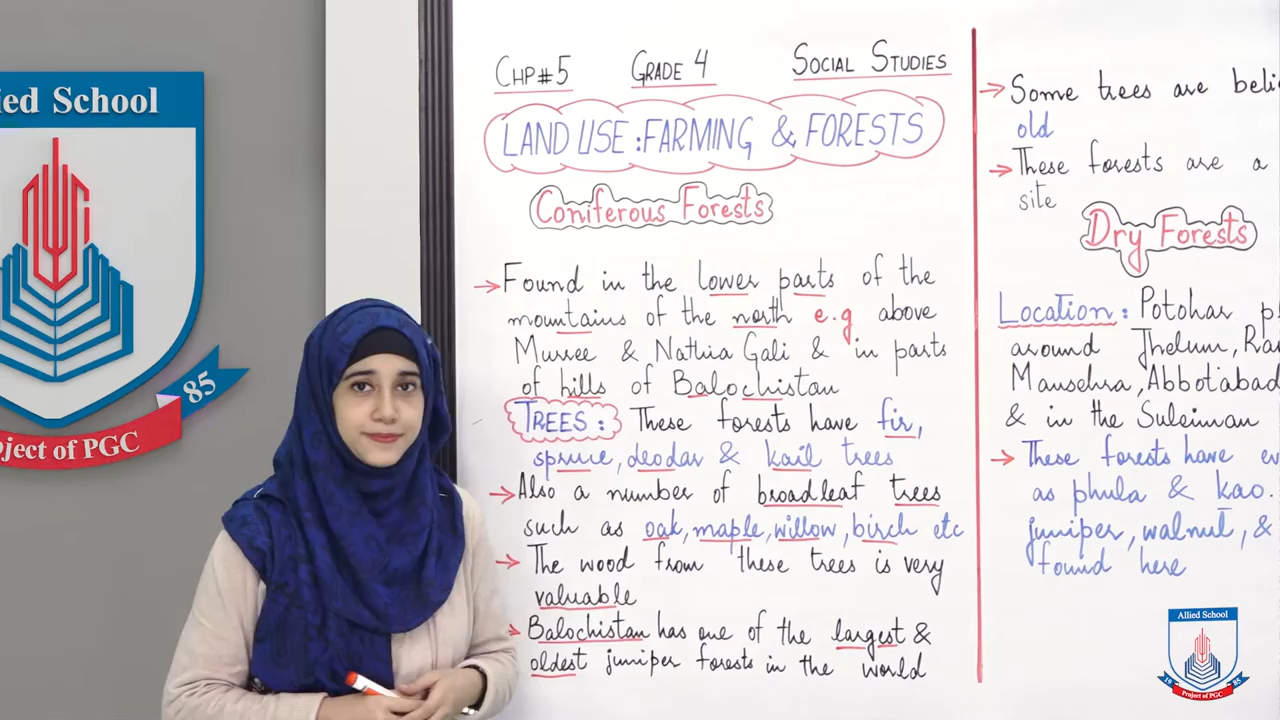 ied School
85
ject of PGC
CHP#5 GRADE 4 SOCIAL STUDIES
LAND USE: FARMING & FORESTS
Coniferous Forests
→ Found in the lower parts of the
mountains of the north e.g above
Murree & Nathia Gali & in parts
of hills of Balochistan
TREES: These forests have fir,
spruce, deodar & kail trees
→ Also a number of broadleaf trees
such as oak, maple, willow, birch etc
→ The wood from these trees is very
valuable
→ Balochistan has one of the largest &
oldest juniper forests in the world
→ Some trees are beli
old
→ These forests are a
site
Dry Forests
Location: Potohar p
around Jhelum, Ra
Mansehra, Abbotabad
& in the Suleiman
→ These forests have ev
as phula & kao.
juniper, walnut, &
found here
Allied School
19 85
Project of PGC